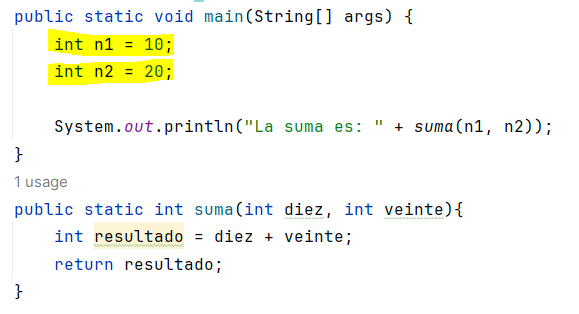 public static void main(String[] args) {
int n1 = 10;
int n2 = 20;
System.out.println("La suma es: " + suma(n1, n2));
}
1 usage
public static int suma(int diez, int veinte){
int resultado = diez + veinte;
return resultado;
}